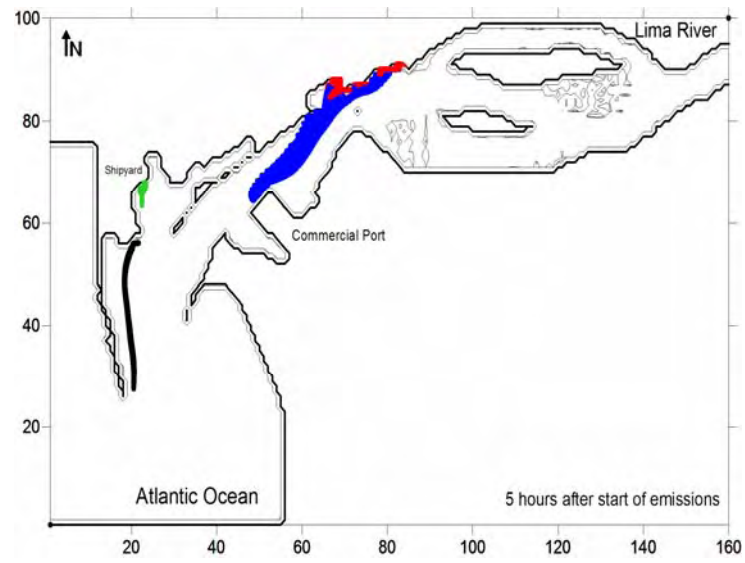 100
IN
Lima River
80
Shipyard
60
Commercial Port
40
20
Atlantic Ocean
5 hours after start of emissions
20 40 60 80 100 120 140 160